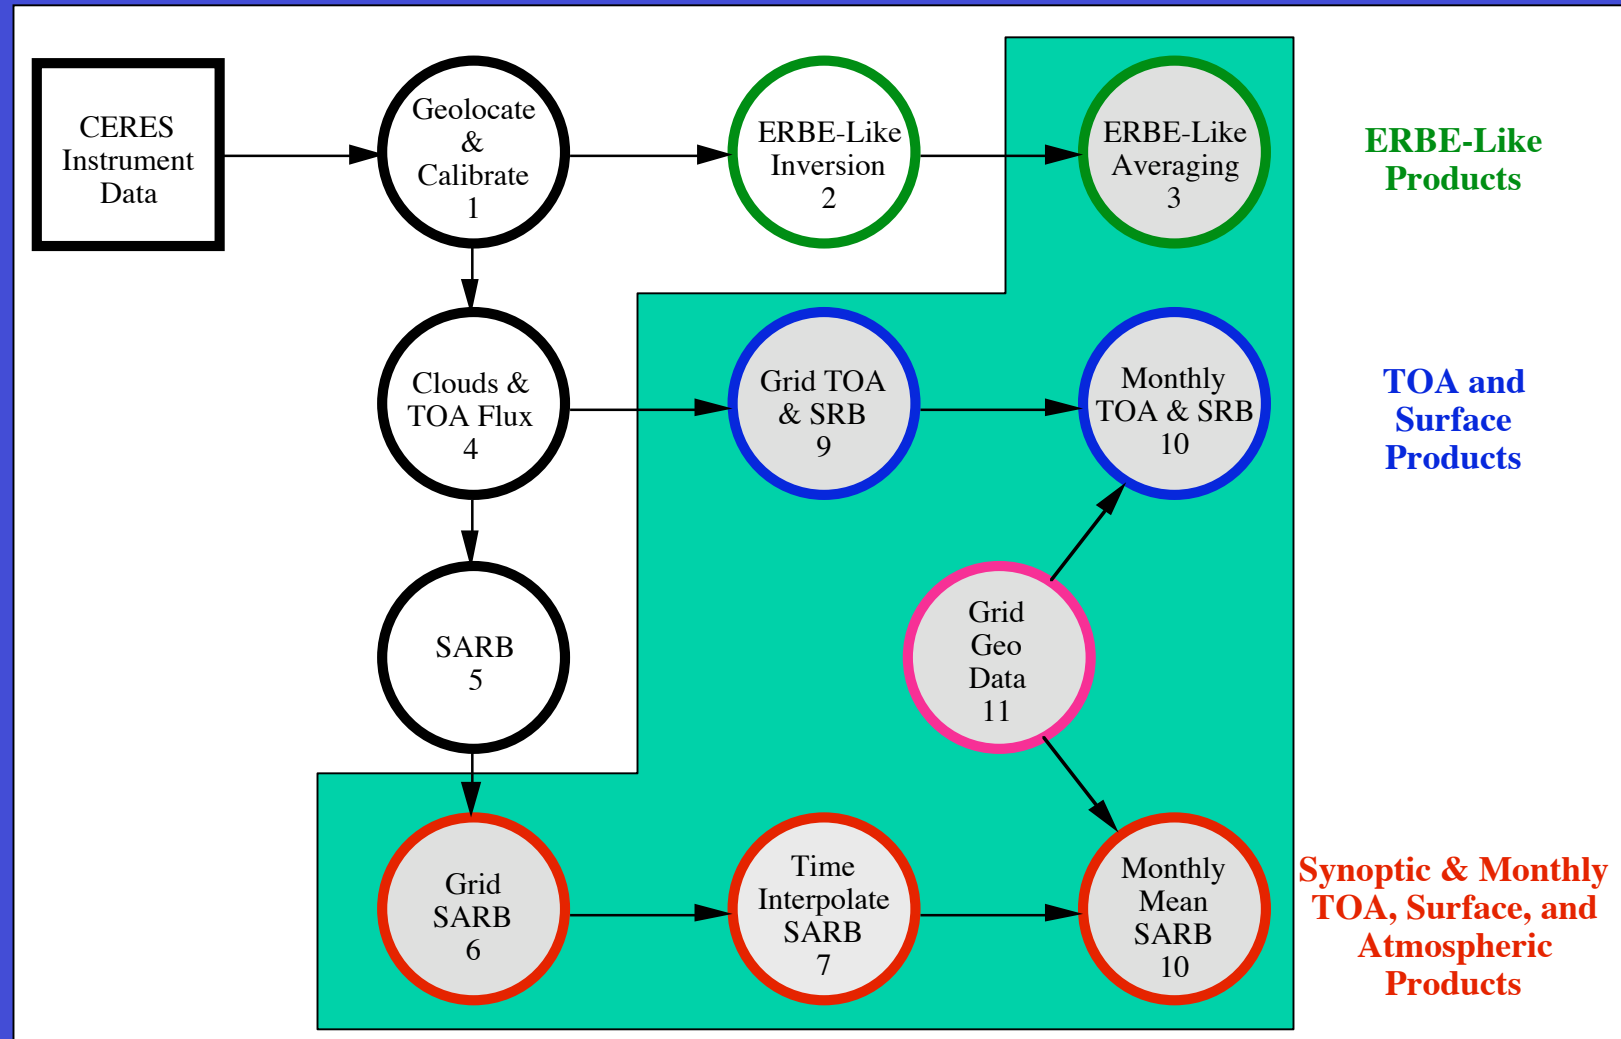 CERES
Instrument
Data
Geolocate
&
Calibrate
1
ERBE-Like
Inversion
2
ERBE-Like
Averaging
3
ERBE-Like
Products
Clouds &
TOA Flux
4
Grid TOA
& SRB
9
Monthly
TOA & SRB
10
TOA and
Surface
Products
SARB
5
Grid
Geo
Data
11
Grid
SARB
6
Time
Interpolate
SARB
7
Monthly
Mean
SARB
10
Synoptic & Monthly
TOA, Surface, and
Atmospheric
Products